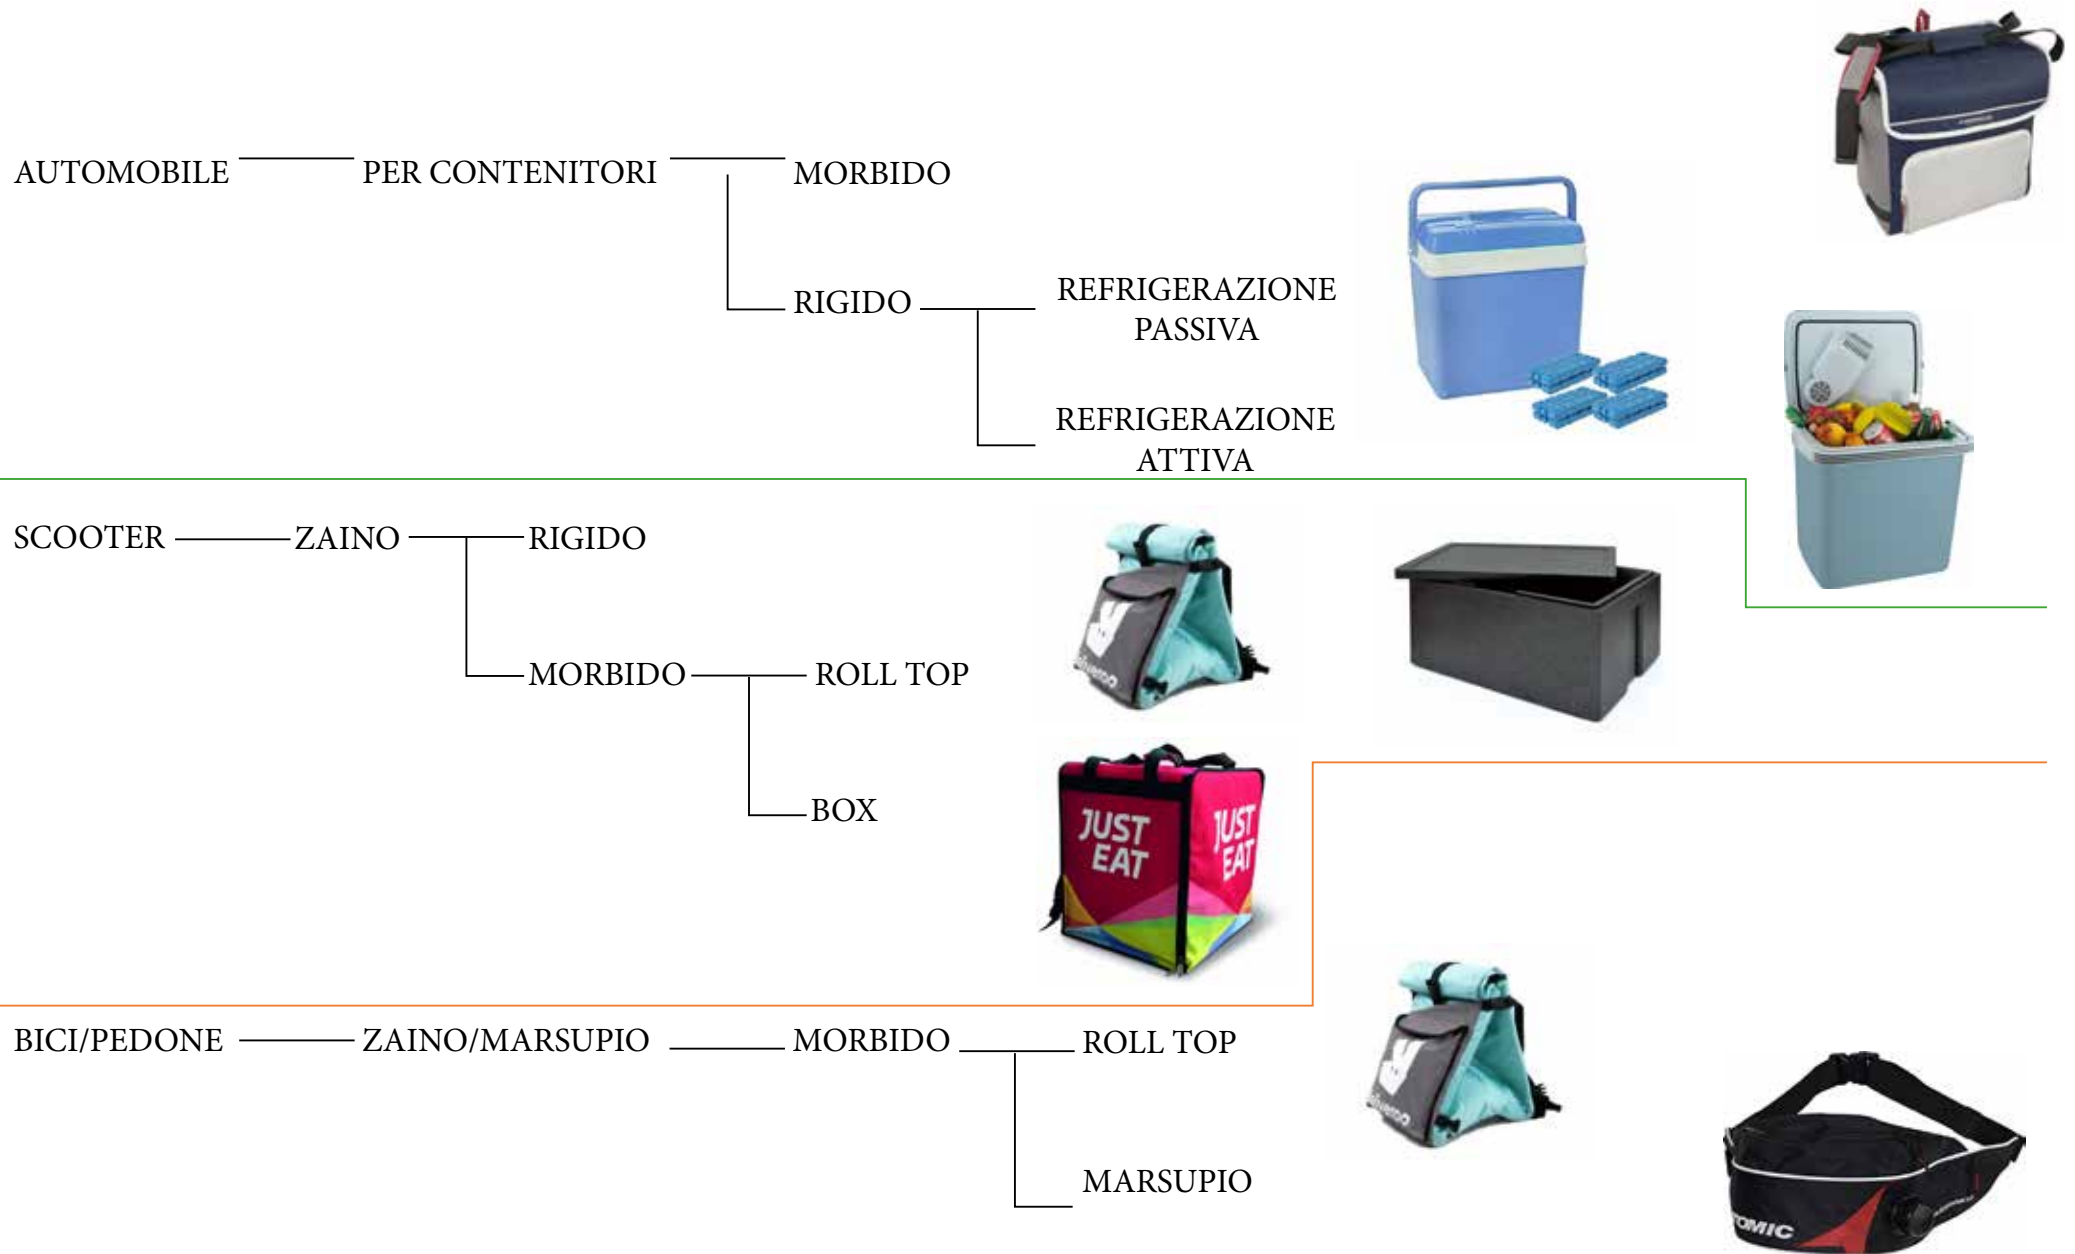 AUTOMOBILE
PER CONTENITORI
MORBIDO
RIGIDO
REFRIGERAZIONE
PASSIVA
REFRIGERAZIONE
ATTIVA
SCOOTER
ZAINO
RIGIDO
MORBIDO
ROLL TOP
BOX
JUST
EAT
JUST
EAT
BICI/PEDONE
ZAINO/MARSUPIO
MORBIDO
ROLL TOP
MARSUPIO
TOMIC